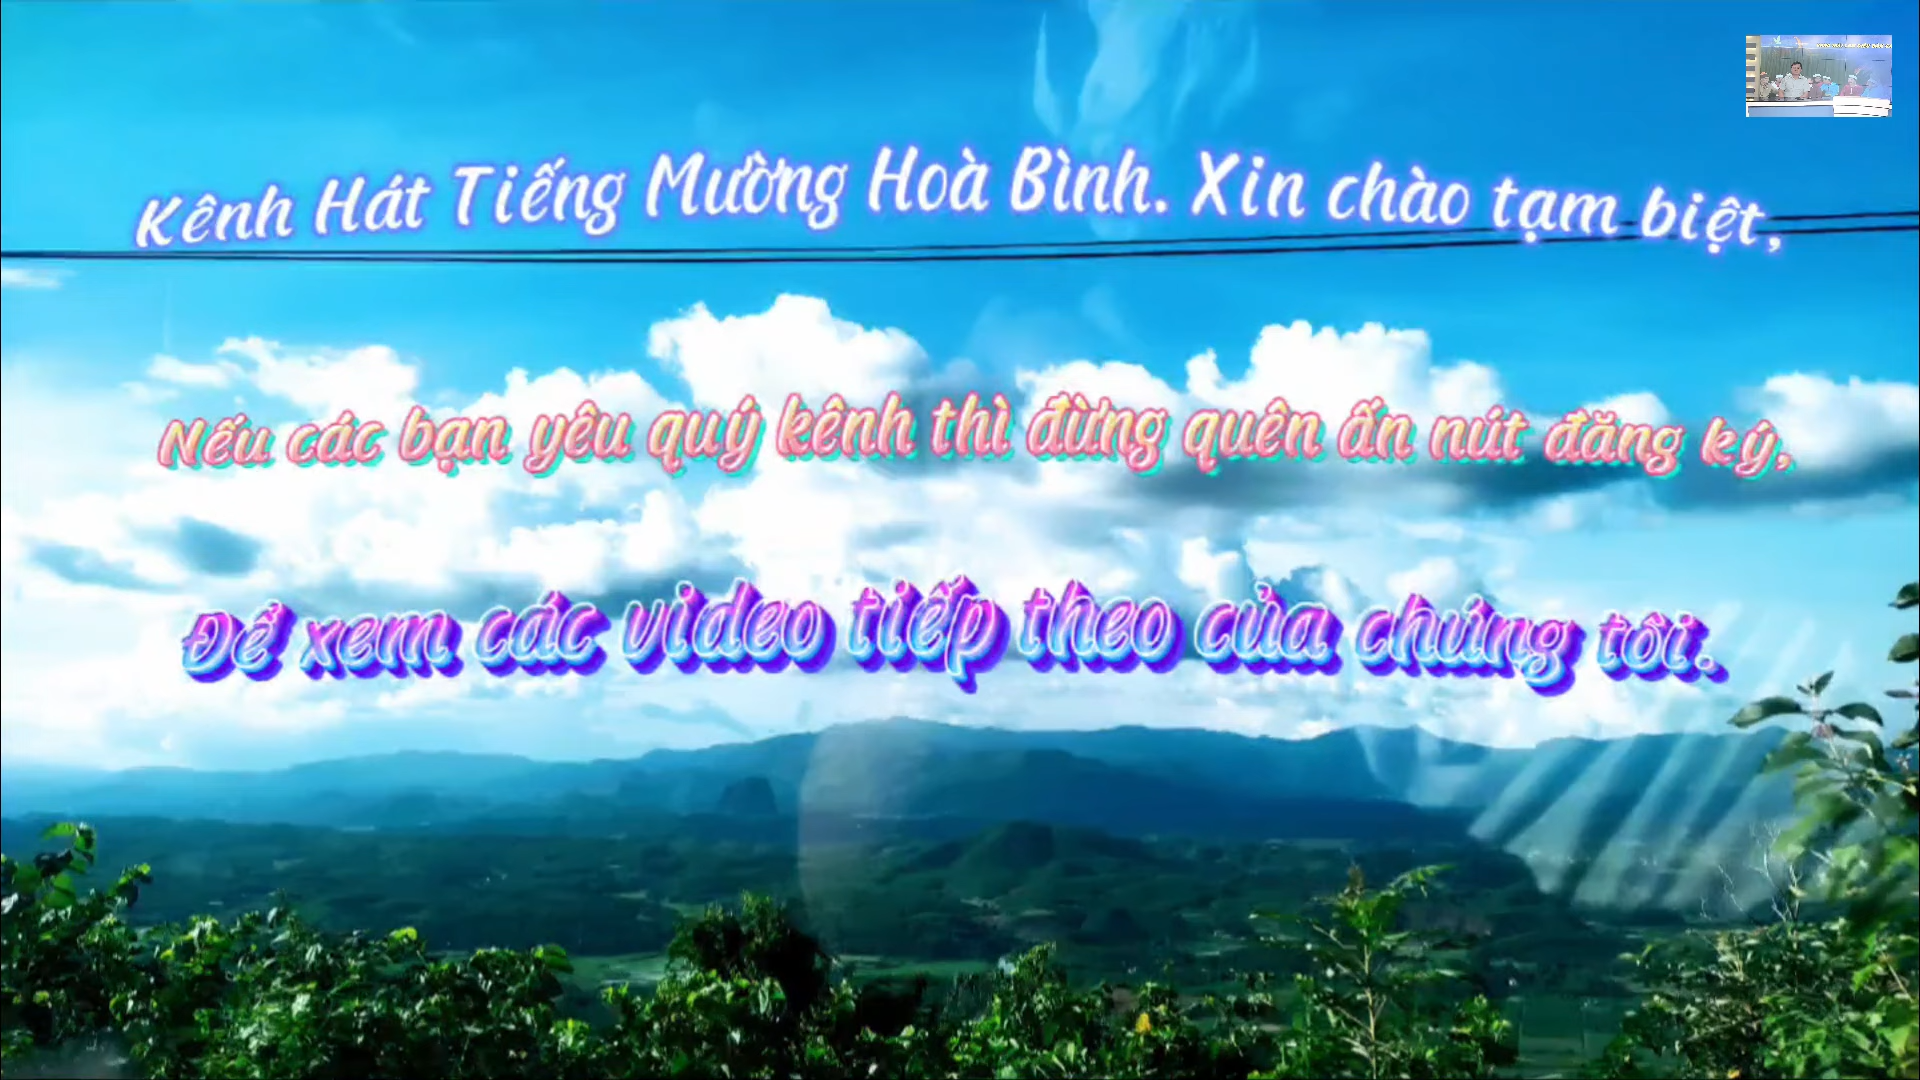 Kênh Hát Tiếng Mường Hoà Bình. Xin chào tạm biệt,
Nếu các bạn yêu quý kênh thì đừng quên ấn nút đăng ký,
Để xem các video tiếp theo của chúng tôi.